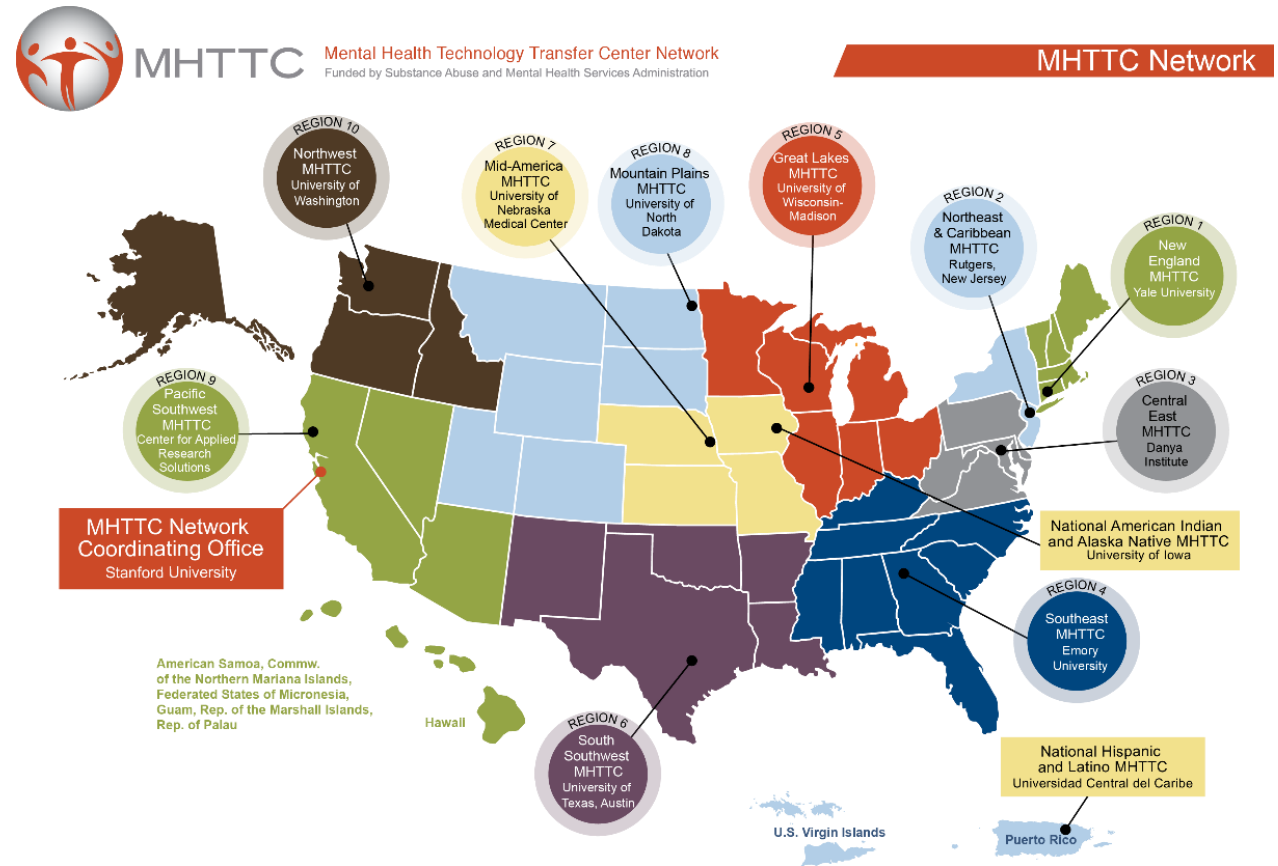 MHTTC
Mental Health Technology Transfer Center Network
Funded by Substance Abuse and Mental Health Services Administration
MHTTC Network
REGION 10
Northwest
MHTTC
University of
Washington
REGION 7
Mid-America
MHTTC
University of
Nebraska
Medical Center
REGION 8
Mountain Plains
MHTTC
University of
North
Dakota
REGION 5
Great Lakes
MHTTC
University of
Wisconsin-
Madison
REGION 2
Northeast
& Caribbean
MHTTC
Rutgers,
New Jersey
REGION 1
New
England
MHTTC
Yale University
REGION 9
Pacific
Southwest
MHTTC
Center for Applied
Research
Solutions
REGION 3
Central
East
MHTTC
Danya
Institute
MHTTC Network
Coordinating Office
Stanford University
National American Indian
and Alaska Native MHTTC
University of Iowa
REGION 4
Southeast
MHTTC
Emory
University
American Samoa, Commw.
of the Northern Mariana Islands,
Federated States of Micronesia,
Guam, Rep. of the Marshall Islands,
Rep. of Palau
Hawaii
REGION 6
South
Southwest
MHTTC
University of
Texas, Austin
National Hispanic
and Latino MHTTC
Universidad Central del Caribe
U.S. Virgin Islands
Puerto Rico